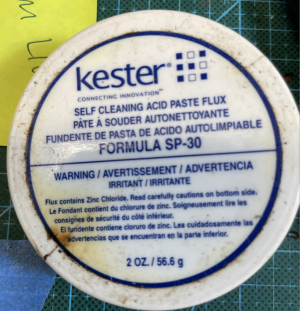 kester
CONNECTING INNOVATION™
SELF CLEANING ACID PASTE FLUX
PÂTE À SOUDER AUTONETTOYANTE
FUNDENTE DE PASTA DE ACIDO AUTOLIMPIABLE
FORMULA SP-30
WARNING / AVERTISSEMENT / ADVERTENCIA
IRRITANT / IRRITANTE
Flux contains Zinc Chloride. Read carefully cautions on bottom side.
Le Fondant contient du chlorure de zinc. Soigneusement lire les
consignes de sécurité du côté inférieur.
El fundente contiene cloruro de zinc. Lea cuidadosamente las
advertencias que se encuentran en la parte inferior.
2 OZ. / 56.6 g